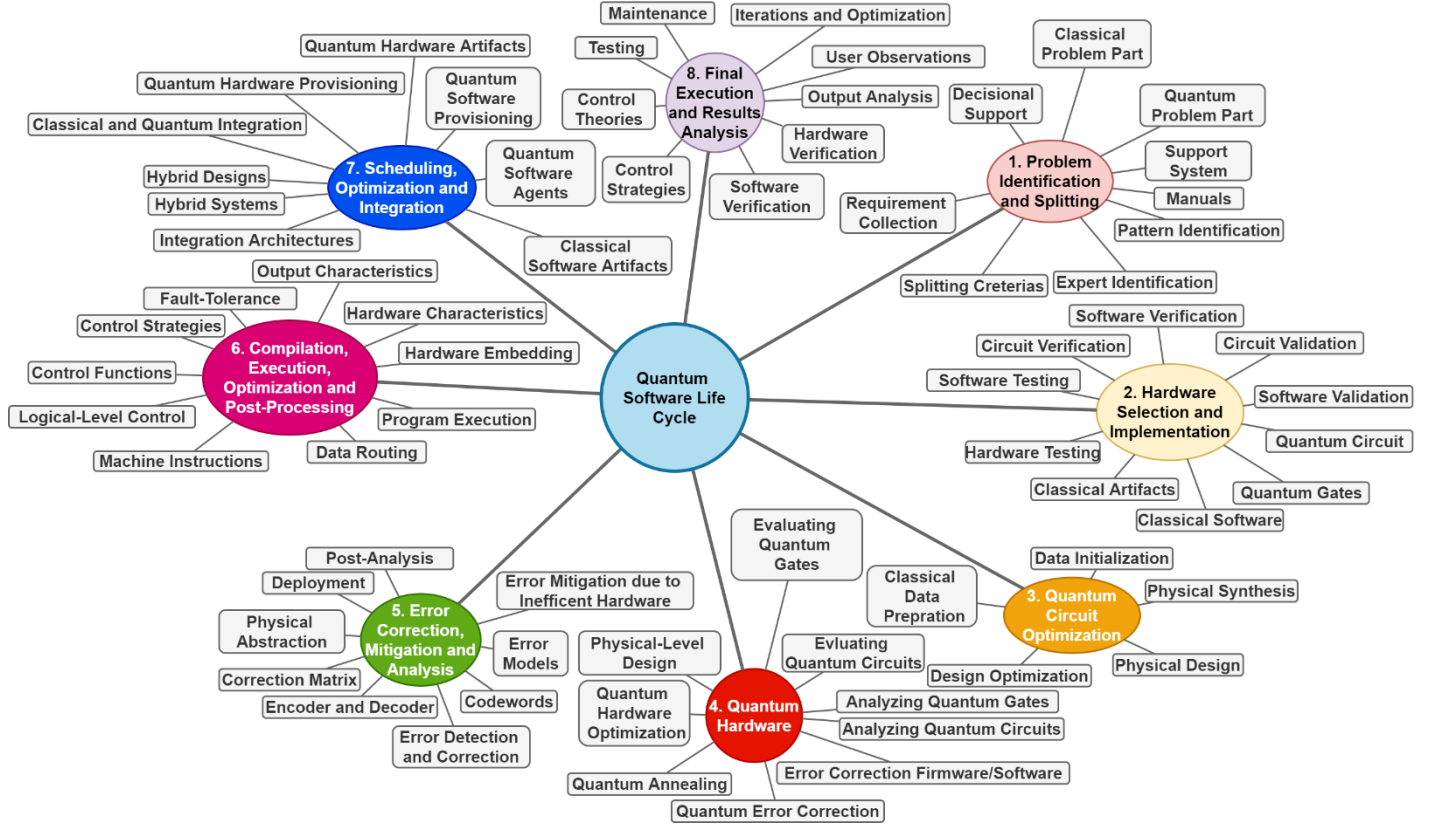 Quantum
Software Life
Cycle
1. Problem
Identification
and Splitting
Classical
Problem Part
Decisional
Support
Quantum
Problem Part
Support
System
Manuals
Pattern Identification
Expert Identification
Splitting Creterias
Requirement
Collection
2. Hardware
Selection and
Implementation
Software Verification
Circuit Verification
Circuit Validation
Software Testing
Software Validation
Quantum Circuit
Hardware Testing
Quantum Gates
Classical Artifacts
Classical Software
3. Quantum
Circuit
Optimization
Data Initialization
Classical
Data
Prepration
Physical Synthesis
Physical Design
Design Optimization
4. Quantum
Hardware
Evaluating
Quantum
Gates
Physical-Level
Design
Evluating
Quantum Circuits
Quantum
Hardware
Optimization
Analyzing Quantum Gates
Analyzing Quantum Circuits
Error Correction Firmware/Software
Quantum Annealing
Quantum Error Correction
5. Error
Correction,
Mitigation and
Analysis
Post-Analysis
Deployment
Error Mitigation due to
Inefficent Hardware
Physical
Abstraction
Error
Models
Correction Matrix
Codewords
Encoder and Decoder
Error Detection
and Correction
6. Compilation,
Execution,
Optimization and
Post-Processing
Output Characteristics
Fault-Tolerance
Hardware Characteristics
Control Strategies
Hardware Embedding
Control Functions
Logical-Level Control
Program Execution
Data Routing
Machine Instructions
7. Scheduling,
Optimization and
Integration
Quantum Hardware Artifacts
Quantum Hardware Provisioning
Quantum
Software
Provisioning
Classical and Quantum Integration
Quantum
Software
Agents
Hybrid Designs
Hybrid Systems
Integration Architectures
Classical
Software Artifacts
8. Final
Execution
and Results
Analysis
Maintenance
Iterations and Optimization
Testing
User Observations
Control
Theories
Output Analysis
Hardware
Verification
Control
Strategies
Software
Verification